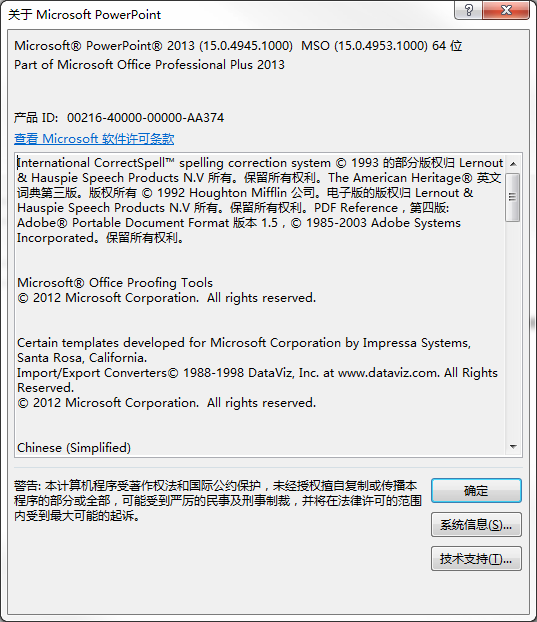 关于 Microsoft PowerPoint
Microsoft® PowerPoint® 2013 (15.0.4945.1000)  MSO (15.0.4953.1000) 64 位
Part of Microsoft Office Professional Plus 2013
产品 ID:  00216-40000-00000-AA374
查看 Microsoft 软件许可条款
International CorrectSpell™ spelling correction system © 1993 的部分版权归 Lernout
& Hauspie Speech Products N.V 所有。保留所有权利。The American Heritage® 英文
词典第三版。版权所有 © 1992 Houghton Mifflin 公司。电子版的版权归 Lernout &
Hauspie Speech Products N.V 所有。保留所有权利。PDF Reference，第四版:
Adobe® Portable Document Format 版本 1.5，© 1985-2003 Adobe Systems
Incorporated。保留所有权利。
Microsoft® Office Proofing Tools
© 2012 Microsoft Corporation.  All rights reserved.
Certain templates developed for Microsoft Corporation by Impressa Systems,
Santa Rosa, California.
Import/Export Converters© 1988-1998 DataViz, Inc. at www.dataviz.com. All Rights
Reserved.
© 2012 Microsoft Corporation.  All rights reserved.
Chinese (Simplified)
警告: 本计算机程序受著作权法和国际公约保护，未经授权擅自复制或传播本
程序的部分或全部，可能受到严厉的民事及刑事制裁，并将在法律许可的范围
内受到最大可能的起诉。
确定
系统信息(S)...
技术支持(T)...